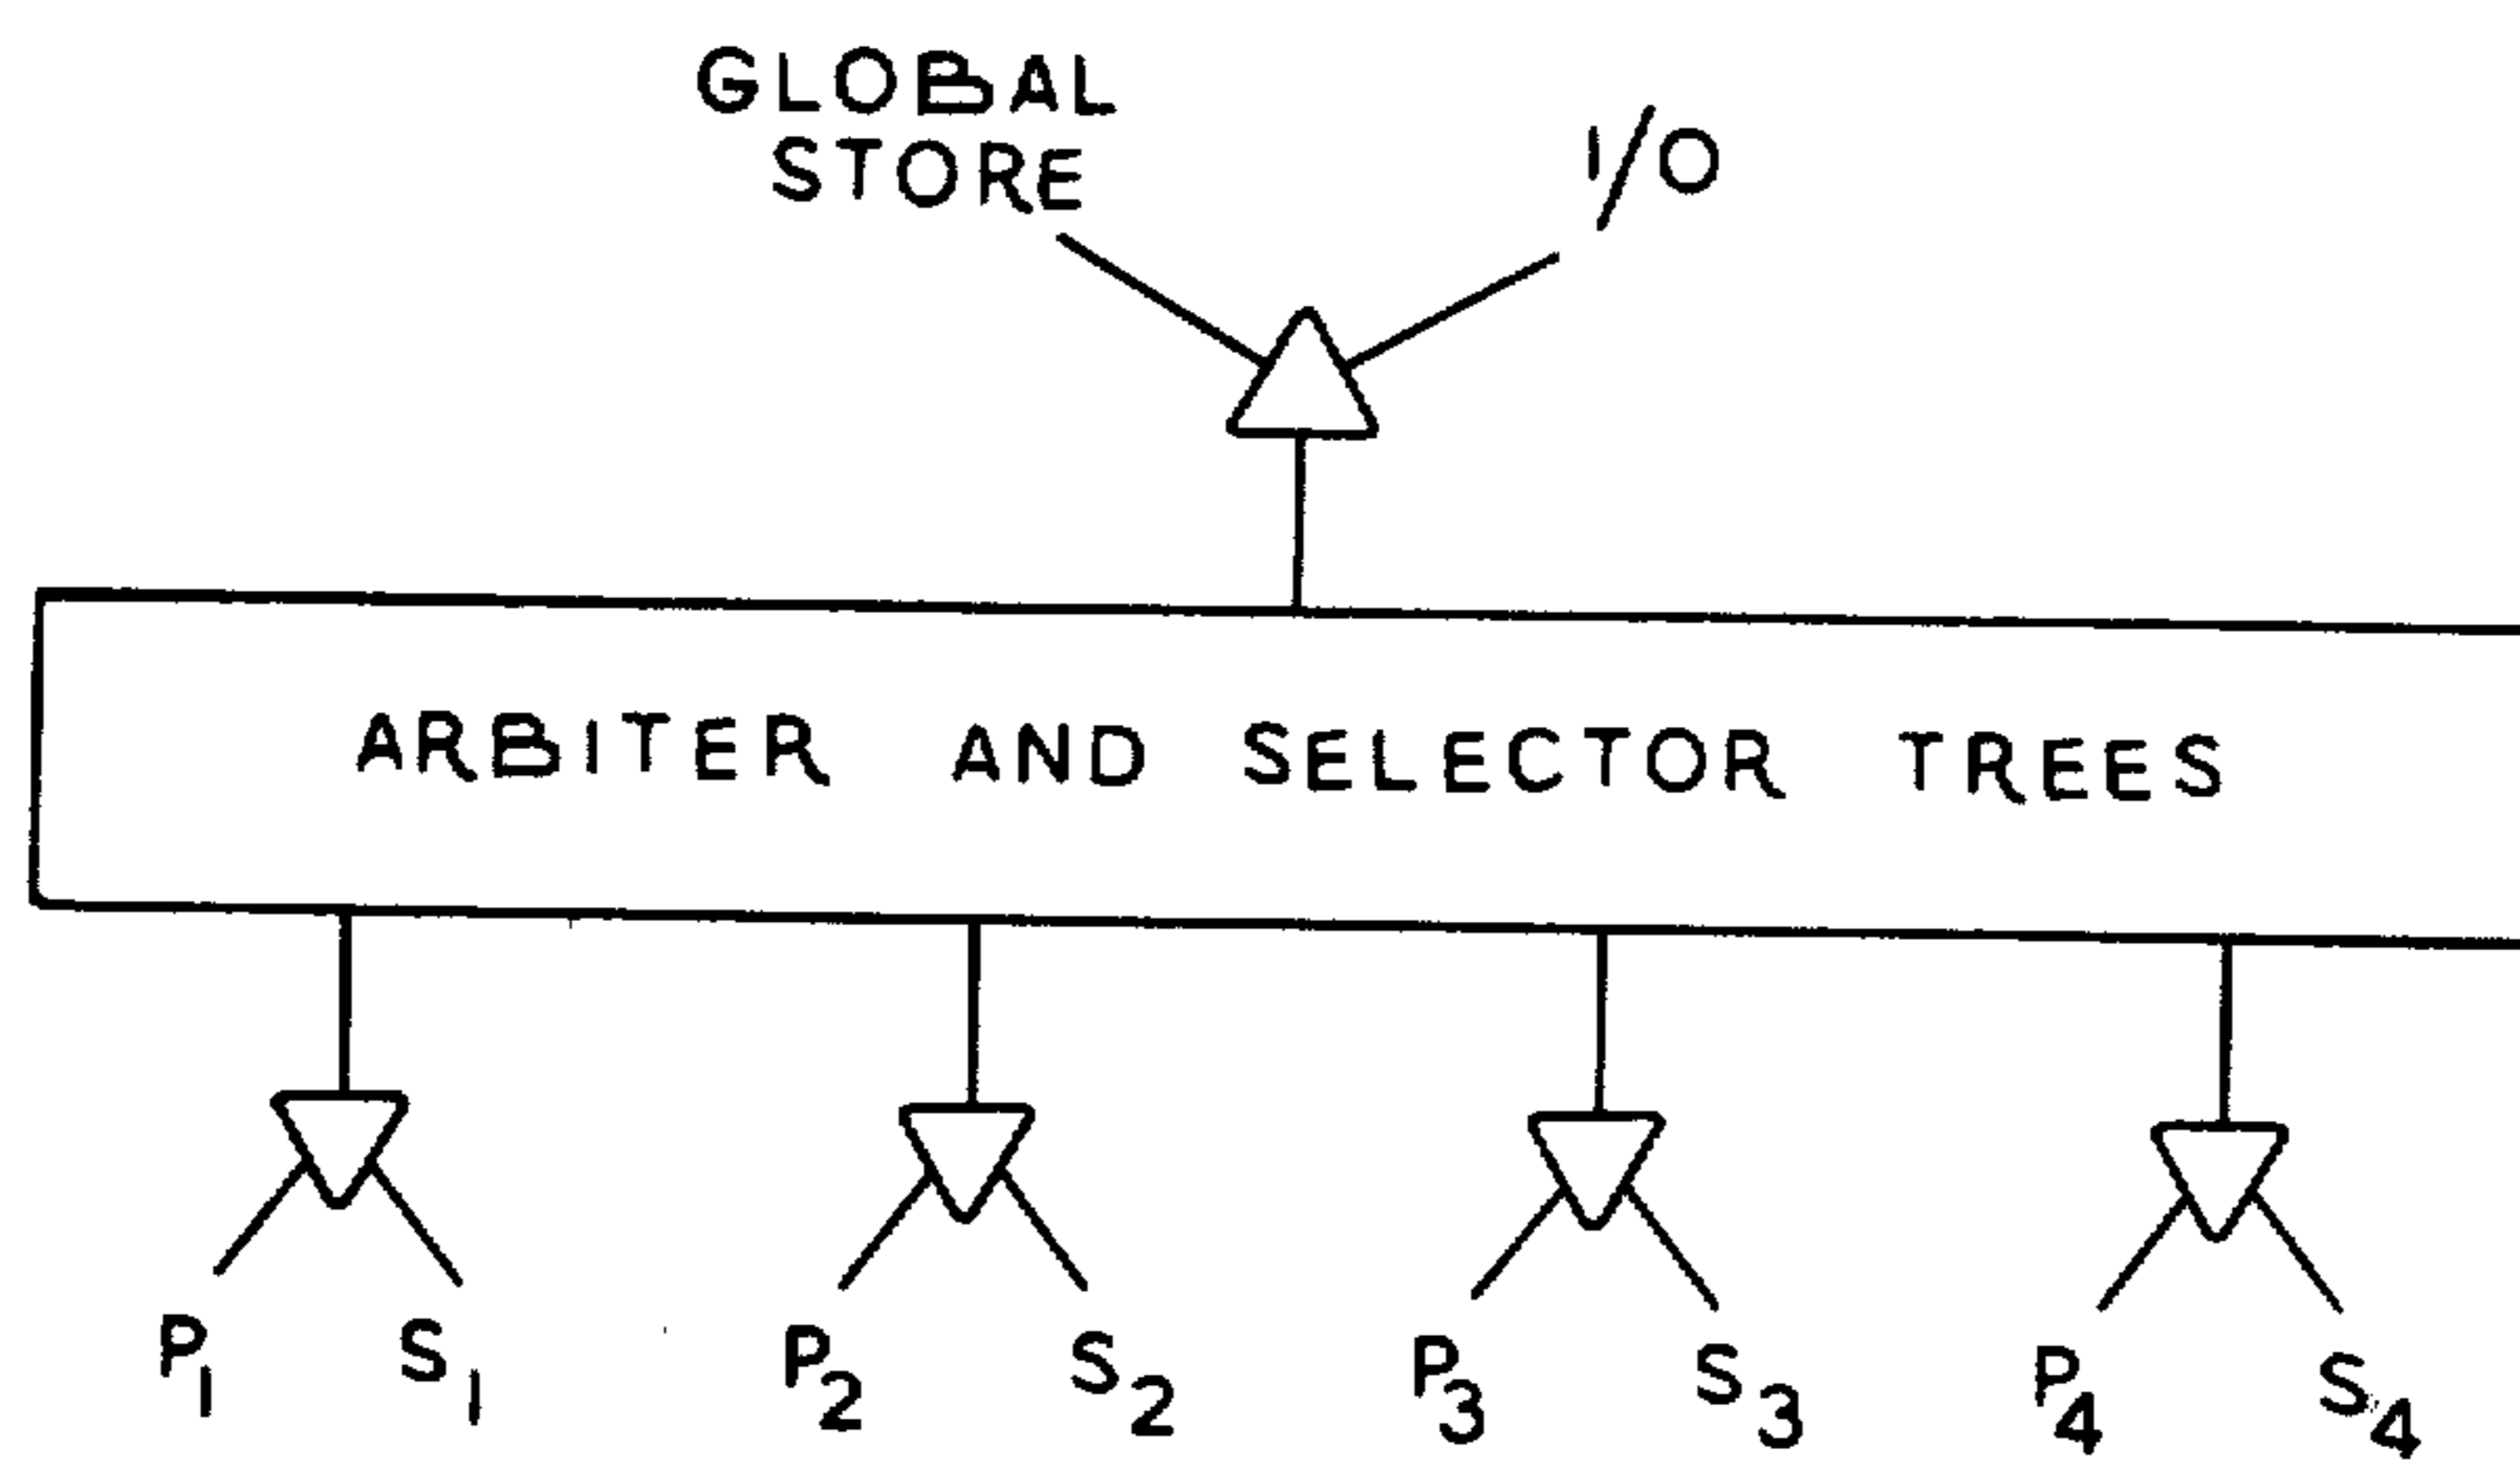 GLOBAL
STORE
I/O
ARBITER AND SELECTOR TREES
P1 S1 P2 S2 P3 S3 P4 S4